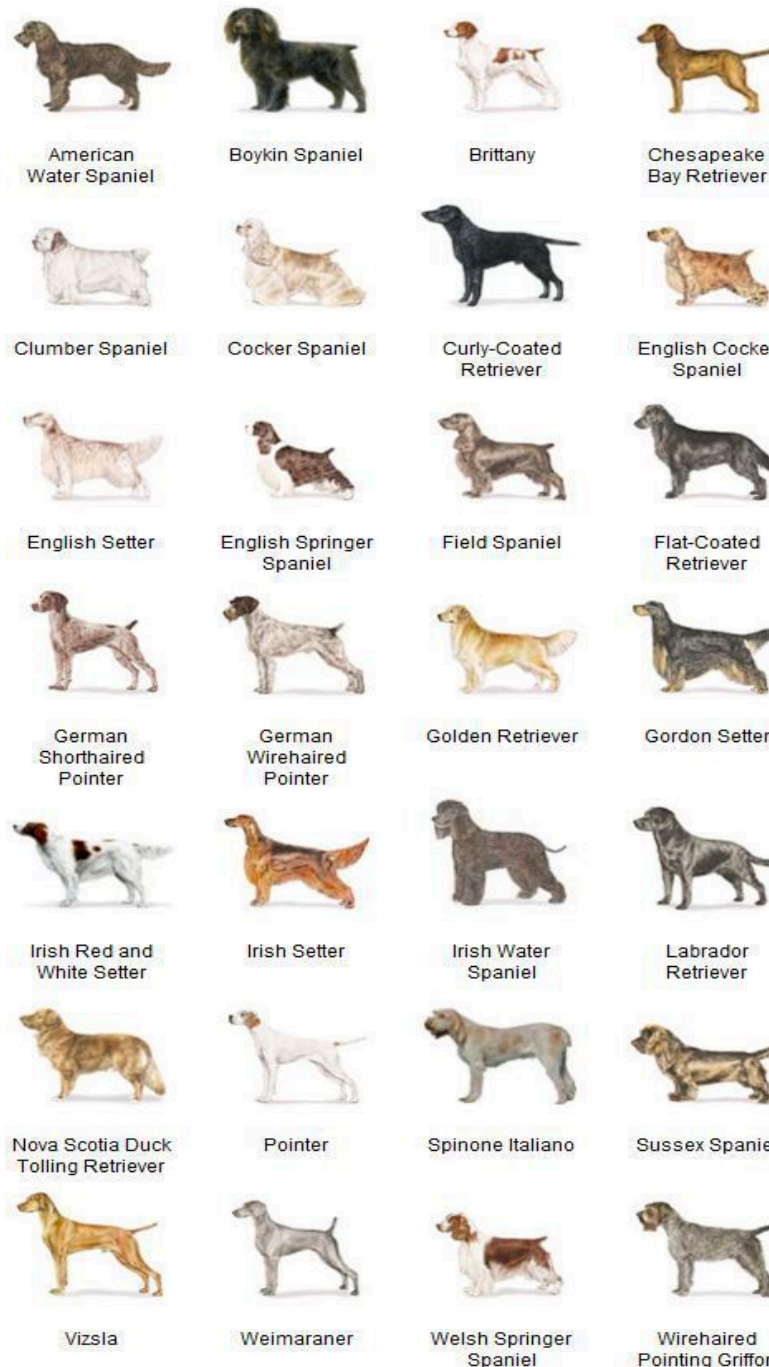 American
Water Spaniel
Boykin Spaniel
Brittany
Chesapeake
Bay Retriever
Clumber Spaniel
Cocker Spaniel
Curly-Coated
Retriever
English Cocke
Spaniel
English Setter
English Springer
Spaniel
Field Spaniel
Flat-Coated
Retriever
German
Shorthaired
Pointer
German
Wirehaired
Pointer
Golden Retriever
Gordon Setter
Irish Red and
White Setter
Irish Setter
Irish Water
Spaniel
Labrador
Retriever
Nova Scotia Duck
Tolling Retriever
Pointer
Spinone Italiano
Sussex Spanie
Vizsla
Weimaraner
Welsh Springer
Spaniel
Wirehaired
Pointing Griffon